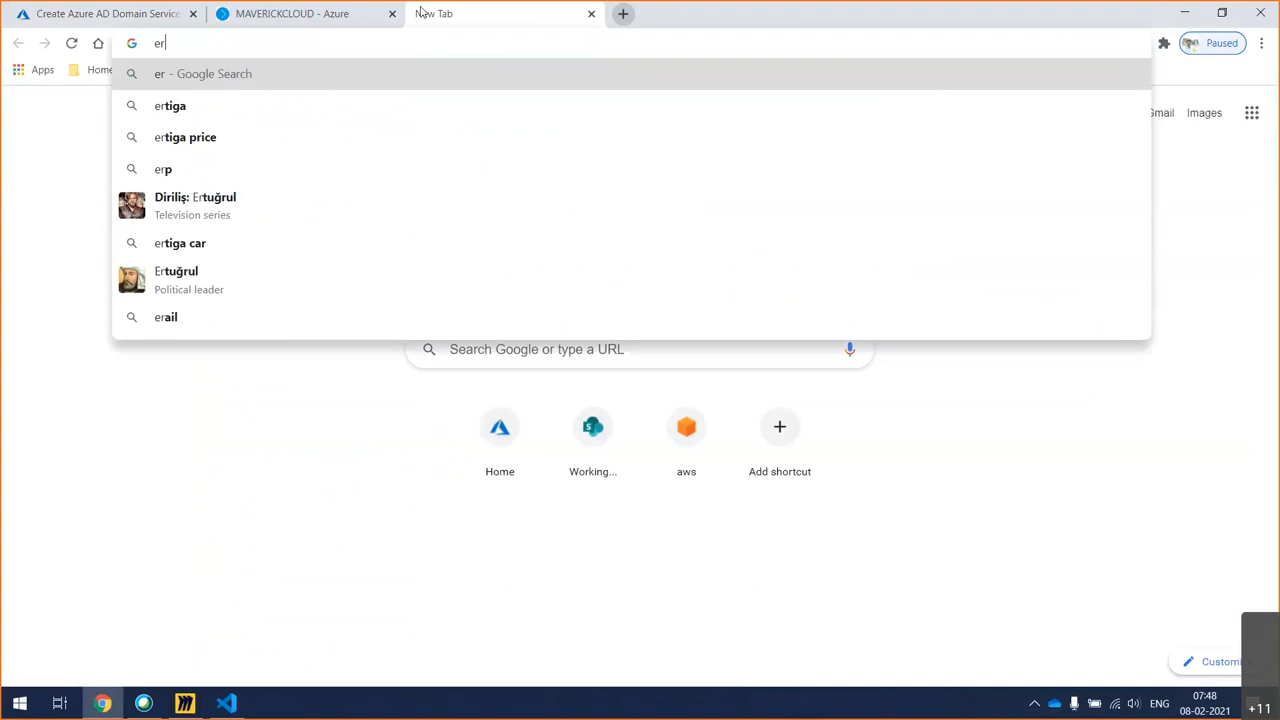 Create Azure AD Domain Service
MAVERICKCLOUD - Azure
New Tab
er
Paused
Apps
Home
er - Google Search
ertiga
ertiga price
erp
Diriliş: Ertuğrul
Television series
ertiga car
Ertuğrul
Political leader
erail
Gmail
Images
Search Google or type a URL
Home
Working...
aws
Add shortcut
ENG
07:48
08-02-2021
+11